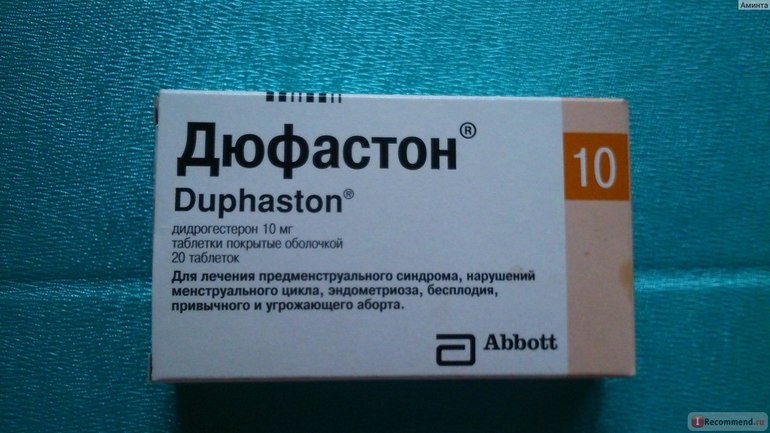 Аминта
Дюфастон®
10
Duphaston®
дидрогестерон 10 мг
таблетки покрытые оболочкой
20 таблеток
Для лечения предменструального синдрома, нарушений
менструального цикла, эндометриоза, бесплодия,
привычного и угрожающего аборта.
Abbott
IRecommend.ru